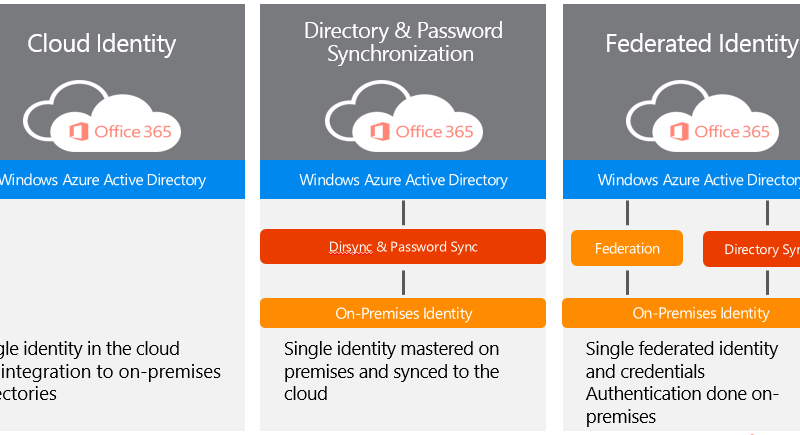 Cloud Identity
Office 365
Windows Azure Active Directory
gle identity in the cloud
integration to on-premises
ectories
Directory & Password
Synchronization
Office 365
Windows Azure Active Directory
Dirsync & Password Sync
On-Premises Identity
Single identity mastered on
premises and synced to the
cloud
Federated Identity
Office 365
Windows Azure Active Directory
Federation
Directory Syn
On-Premises Identity
Single federated identity
and credentials
Authentication done on-
premises